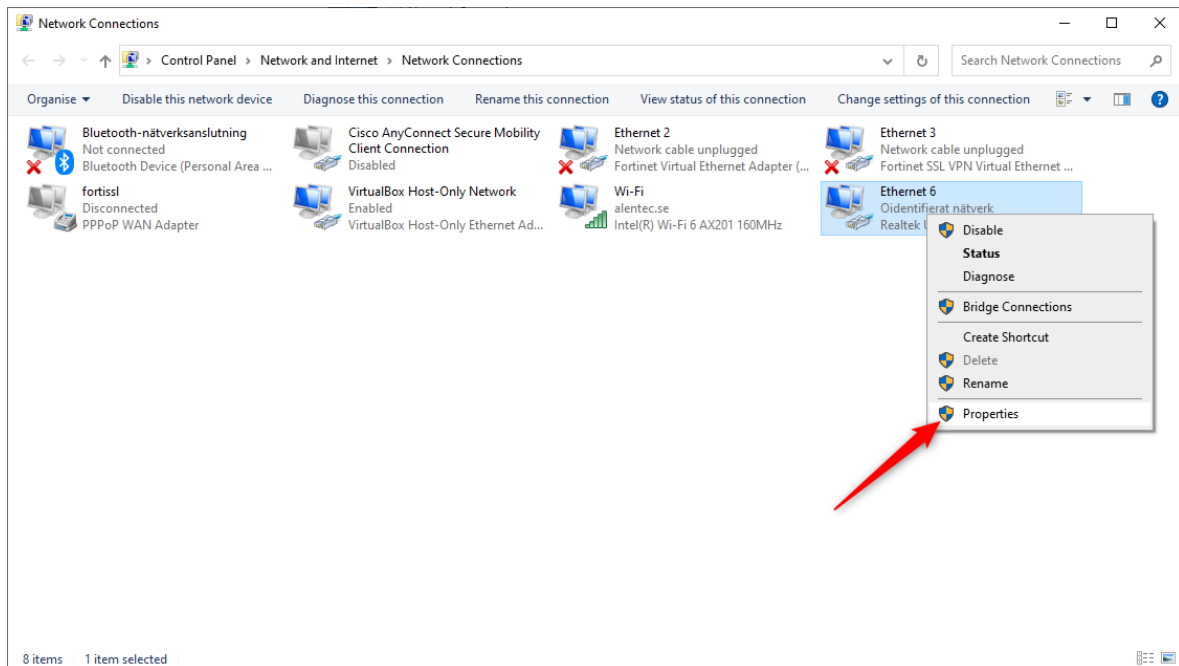 Network Connections
Control Panel > Network and Internet > Network Connections
Search Network Connections
Organise Disable this network device Diagnose this connection Rename this connection View status of this connection Change settings of this connection
Bluetooth-nätverksanslutning
Not connected
Bluetooth Device (Personal Area ...
Cisco AnyConnect Secure Mobility
Client Connection
Disabled
Ethernet 2
Network cable unplugged
Fortinet Virtual Ethernet Adapter (...
Ethernet 3
Network cable unplugged
Fortinet SSL VPN Virtual Ethernet ...
fortissl
Disconnected
PPPoP WAN Adapter
VirtualBox Host-Only Network
Enabled
VirtualBox Host-Only Ethernet Ad...
Wi-Fi
alentec.se
Intel(R) Wi-Fi 6 AX201 160MHz
Ethernet 6
Oidentifierat nätverk
Realtek
Disable
Status
Diagnose
Bridge Connections
Create Shortcut
Delete
Rename
Properties
8 items 1 item selected